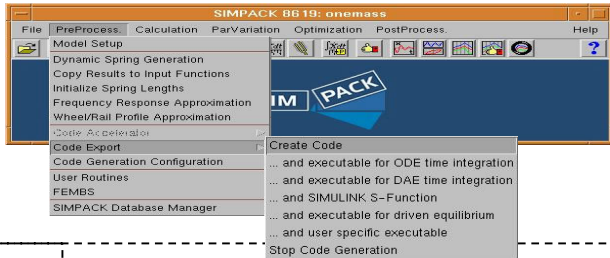 SIMPACK 8619: onemass
File PreProcess. Calculation ParVariation Optimization PostProcess. Help
Model Setup
?
Dynamic Spring Generation
Copy Results to Input Functions
Initialize Spring Lengths
Frequency Response Approximation
IM PACK
Wheel/Rail Profile Approximation
Code Accelerator
Code Export
Create Code
Code Generation Configuration
... and executable for ODE time integration
User Routines
... and executable for DAE time integration
FEMBS
... and SIMULINK S-Function
SIMPACK Database Manager
... and executable for driven equilibrium
... and user specific executable
Stop Code Generation